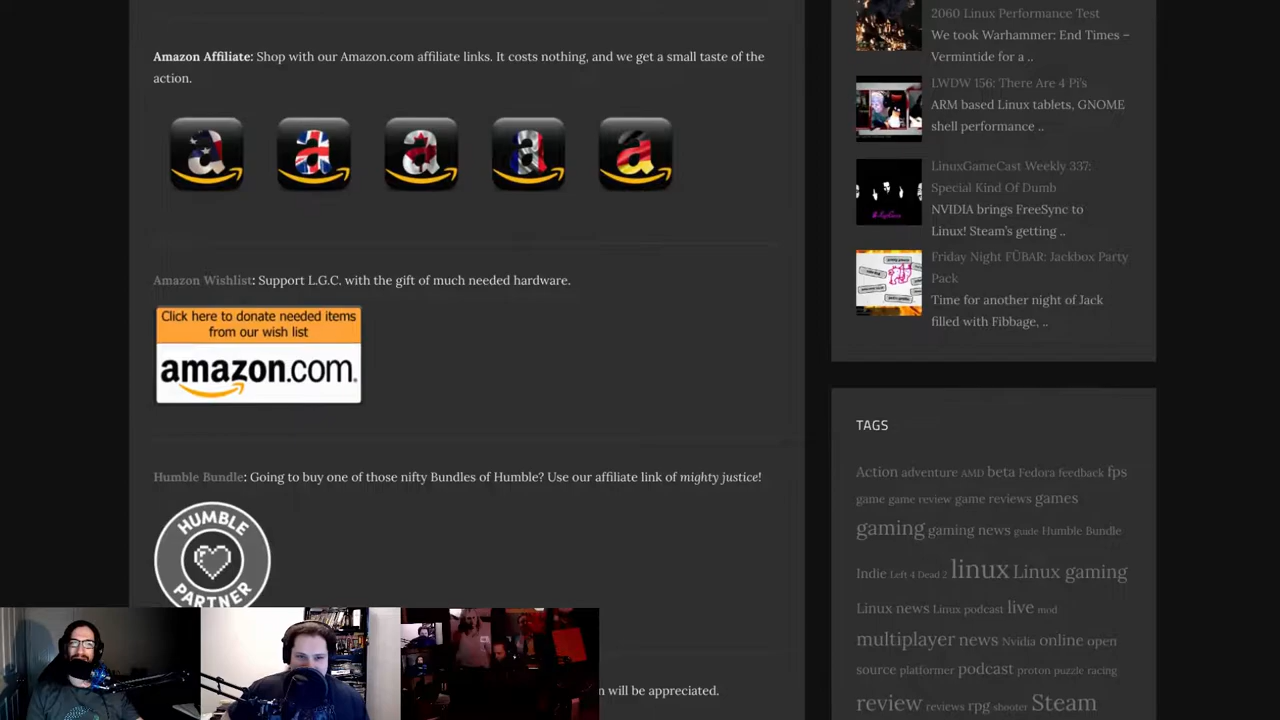 Amazon Affiliate: Shop with our Amazon.com affiliate links. It costs nothing, and we get a small taste of the
action.
Amazon Wishlist: Support L.G.C. with the gift of much needed hardware.
Click here to donate needed items
from our wish list
amazon.com.
Humble Bundle: Going to buy one of those nifty Bundles of Humble? Use our affiliate link of mighty justice!
HUMBLE
PARTNER
will be appreciated.
2060 Linux Performance Test
We took Warhammer: End Times –
Vermintide for a ..
LWDW 156: There Are 4 Pi's
ARM based Linux tablets, GNOME
shell performance ..
LinuxGameCast Weekly 337:
Special Kind Of Dumb
NVIDIA brings FreeSync to
Linux! Steam's getting ..
Friday Night FÜBAR: Jackbox Party
Pack
Time for another night of Jack
filled with Fibbage, ..
TAGS
Action adventure AMD beta Fedora feedback fps
game game review game reviews games
gaming gaming news guide Humble Bundle
Indie Left 4 Dead 2 linux Linux gaming
Linux news Linux podcast live mod
multiplayer news Nvidia online open
source platformer podcast proton puzzle racing
review reviews rpg shooter Steam